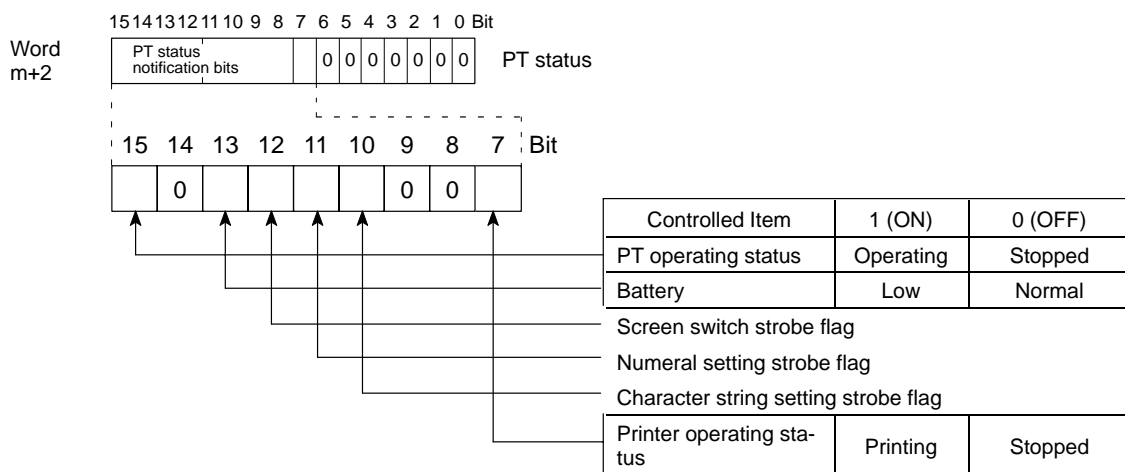 15 14 13 12 11 10 9 8 7 6 5 4 3 2 1 0 Bit
Word
m+2
PT status
notification bits
0 0 0 0 0 0 0
PT status
15 14 13 12 11 10 9 8 7 Bit
0 0 0
Controlled Item 1 (ON) 0 (OFF)
PT operating status Operating Stopped
Battery Low Normal
Screen switch strobe flag
Numeral setting strobe flag
Character string setting strobe flag
Printer operating sta-
tus
Printing Stopped